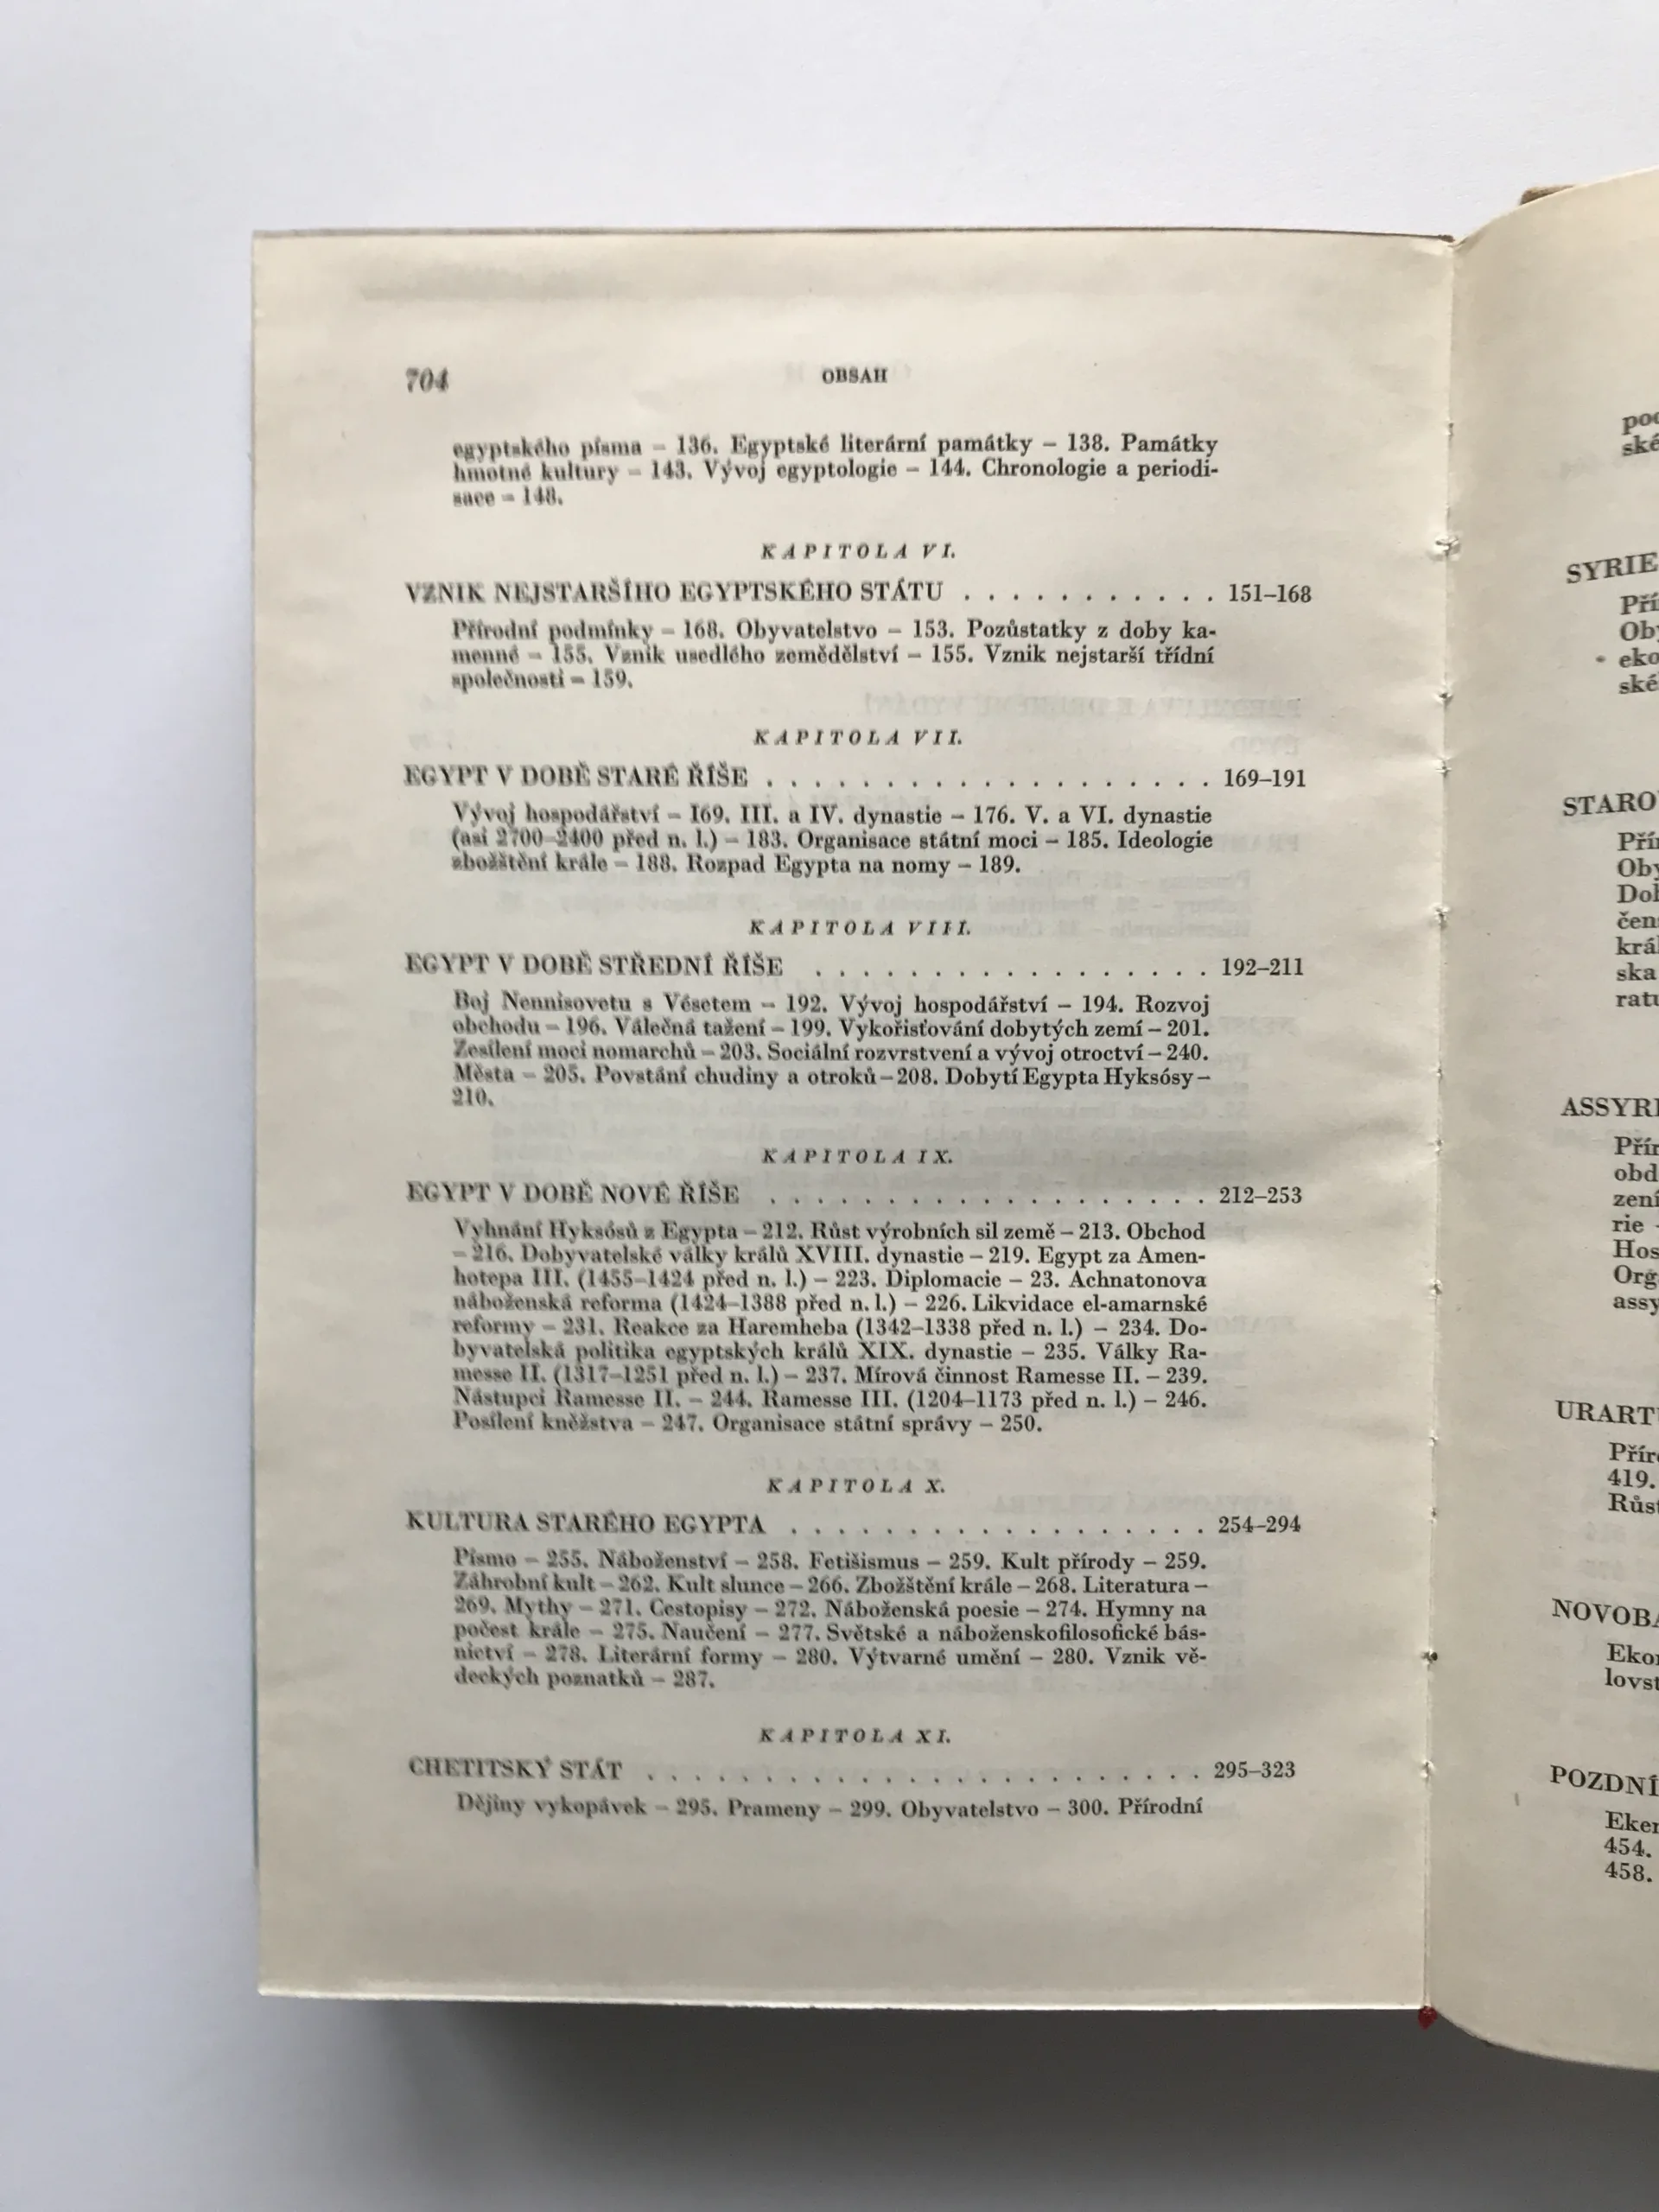 704
OBSAH
egyptského písma – 136. Egyptské literární památky – 138. Památky
hmotné kultury – 143. Vývoj egyptologie – 144. Chronologie a periodi-
sace – 148.
KAPITOLA VI.
VZNIK NEJSTARŠÍHO EGYPTSKÉHO STÁTU . . . . . . . . . . . 151–168
Přírodní podmínky – 168. Obyvatelstvo – 153. Pozůstatky z doby ka-
menné – 155. Vznik usedlého zemědělství – 155. Vznik nejstarší třídní
společnosti – 159.
KAPITOLA VII.
EGYPT V DOBĚ STARÉ ŘÍŠE . . . . . . . . . . . . . . . . . . . 169–191
Vývoj hospodářství – 169. III. a IV. dynastie – 176. V. a VI. dynastie
(asi 2700–2400 před n. l.) – 183. Organisace státní moci – 185. Ideologie
zbožštění krále – 188. Rozpad Egypta na nomy – 189.
KAPITOLA VIII.
EGYPT V DOBĚ STŘEDNÍ ŘÍŠE . . . . . . . . . . . . . . . . . 192–211
Boj Nennisovetu s Vésetem – 192. Vývoj hospodářství – 194. Rozvoj
obchodu – 196. Válečná tažení – 199. Vykořisťování dobytých zemí – 201.
Zesílení moci nomarchů – 203. Sociální rozvrstvení a vývoj otroctví – 240.
Města – 205. Povstání chudiny a otroků – 208. Dobytí Egypta Hyksósy –
210.
KAPITOLA IX.
EGYPT V DOBĚ NOVÉ ŘÍŠE . . . . . . . . . . . . . . . . . . . 212–253
Vyhnání Hyksósů z Egypta – 212. Růst výrobních sil země – 213. Obchod
– 216. Dobyvatelské války králů XVIII. dynastie – 219. Egypt za Amen-
hotepa III. (1455–1424 před n. l.) – 223. Diplomacie – 23. Achnatonova
náboženská reforma (1424–1388 před n. l.) – 226. Likvidace el-amarnské
reformy – 231. Reakce za Haremheba (1342–1338 před n. l.) – 234. Do-
byvatelská politika egyptských králů XIX. dynastie – 235. Války Ra-
messe II. (1317–1251 před n. l.) – 237. Mírová činnost Ramesse II. – 239.
Nástupci Ramesse II. – 244. Ramesse III. (1204–1173 před n. l.) – 246.
Posílení kněžstva – 247. Organisace státní správy – 250.
KAPITOLA X.
KULTURA STARÉHO EGYPTA . . . . . . . . . . . . . . . . . . 254–294
Písmo – 255. Náboženství – 258. Fetišismus – 259. Kult přírody – 259.
Záhrobní kult – 262. Kult slunce – 266. Zbožštění krále – 268. Literatura –
269. Mythy – 271. Cestopisy – 272. Náboženská poesie – 274. Hymny na
počest krále – 275. Naučení – 277. Světské a náboženskofilosofické bás-
nictví – 278. Literární formy – 280. Výtvarné umění – 280. Vznik vě-
deckých poznatků – 287.
KAPITOLA XI.
CHETITSKÝ STÁT . . . . . . . . . . . . . . . . . . . . . . . . 295–323
Dějiny vykopávek – 295. Prameny – 299. Obyvatelstvo – 300. Přírodní
SYRIE
STARO
ska
ratu
ASSYRI
zení
rie
Hos
Org
assy
URART
419.
Růst
NOVOBA
Ekon
lovst
POZDNÍ
Eker
454.
458.